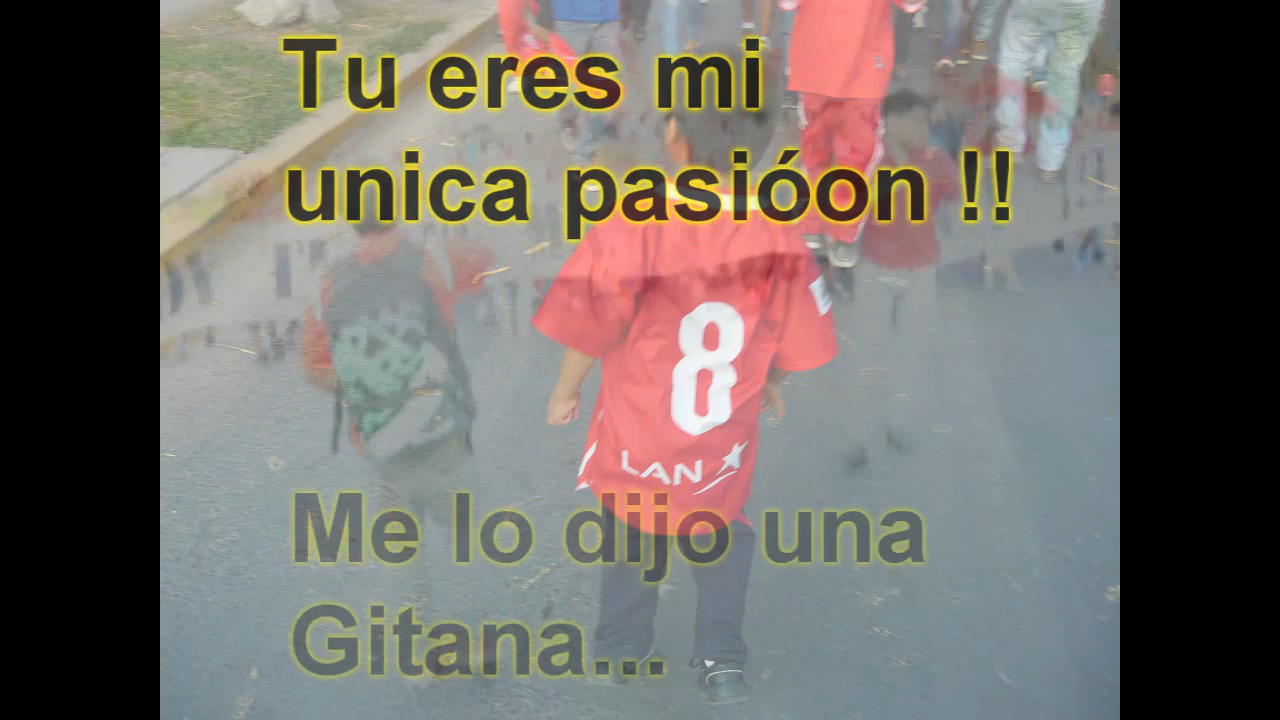 Tu eres mi
unica pasióon !!
8
LAN
Me lo dijo una
Gitana...